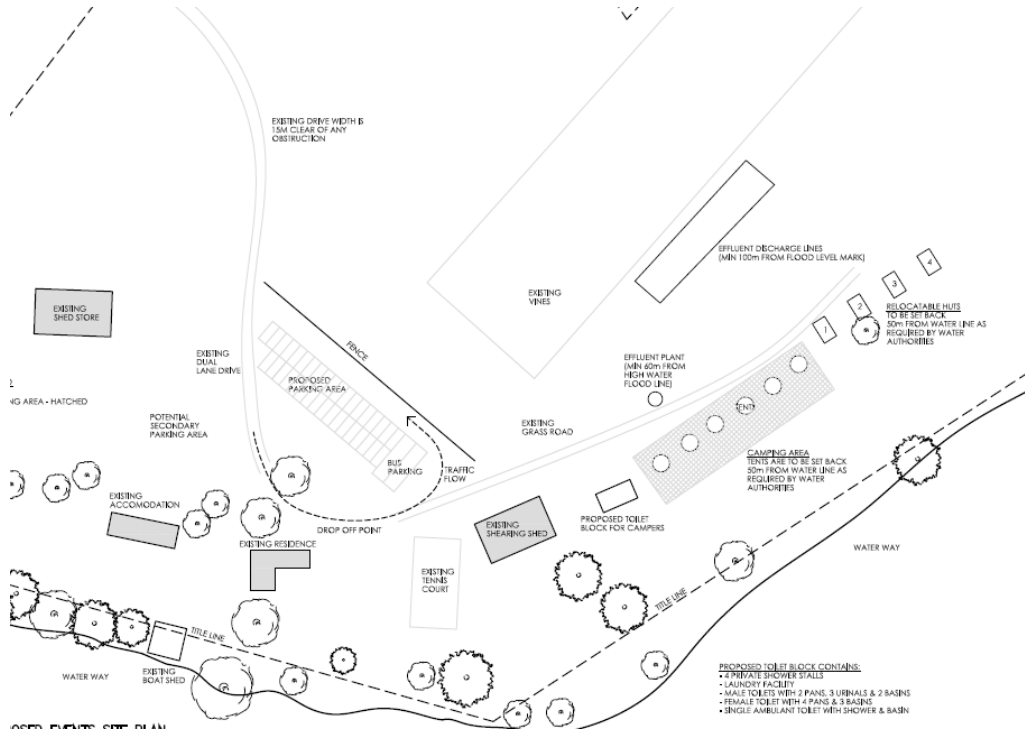 EXISTING DRIVE WIDTH IS
15M CLEAR OF ANY
OBSTRUCTION
EFFLUENT DISCHARGE LINES
(MIN 100m FROM FLOOD LEVEL MARK)
4
3
2
1
EXISTING
SHED STORE
EXISTING
VINES
RELOCATABLE HUTS
TO BE SET BACK
50m FROM WATER LINE AS
REQUIRED BY WATER
AUTHORITIES
FENCE
EXISTING
DUAL
LANE DRIVE
PROPOSED
PARKING AREA
EFFLUENT PLANT
(MIN 60m FROM
HIGH WATER
FLOOD LINE)
NG AREA - HATCHED
POTENTIAL
SECONDARY
PARKING AREA
EXISTING
GRASS ROAD
TENT
BUS
PARKING
TRAFFIC
FLOW
CAMPING AREA
TENTS ARE TO BE SET BACK
50m FROM WATER LINE AS
REQUIRED BY WATER
AUTHORITIES
EXISTING
ACCOMODATION
DROP OFF POINT
EXISTING
SHEARING SHED
PROPOSED TOILET
BLOCK FOR CAMPERS
EXISTING RESIDENCE
WATER WAY
EXISTING
TENNIS
COURT
TITLE LINE
TITLE LINE
WATER WAY
EXISTING
BOAT SHED
PROPOSED TOILET BLOCK CONTAINS:
- 4 PRIVATE SHOWER STALLS
- LAUNDRY FACILITY
- MALE TOILETS WITH 2 PANS, 3 URINALS & 2 BASINS
- FEMALE TOILET WITH 4 PANS & 3 BASINS
- SINGLE AMBULANT TOILET WITH SHOWER & BASIN
OSED EVENTS SITE PLAN